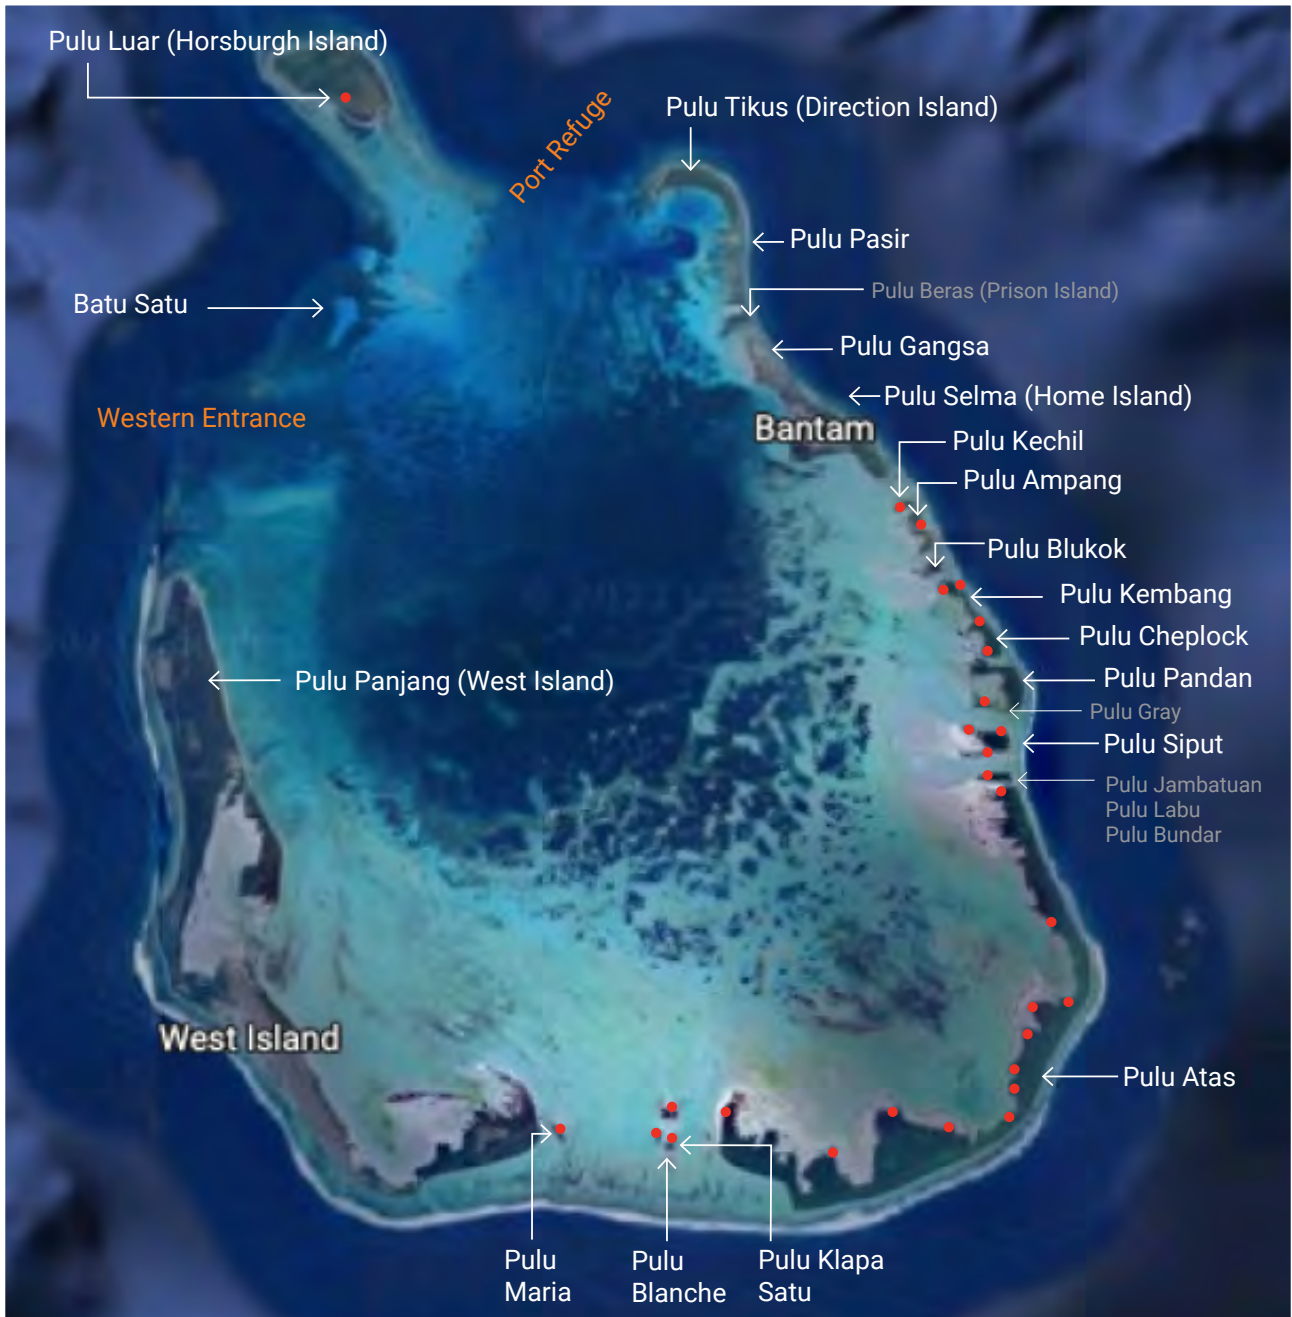 Pulu Luar (Horsburgh Island)
Port Refuge
Pulu Tikus (Direction Island)
Pulu Pasir
Pulu Beras (Prison Island)
Batu Satu
Pulu Gangsa
Pulu Selma (Home Island)
Western Entrance
Bantam
Pulu Kechil
Pulu Ampang
Pulu Blukok
Pulu Kembang
Pulu Cheplock
Pulu Panjang (West Island)
Pulu Pandan
Pulu Gray
Pulu Siput
Pulu Jambatuan
Pulu Labu
Pulu Bundar
West Island
Pulu Atas
Pulu
Maria
Pulu
Blanche
Pulu Klapa
Satu